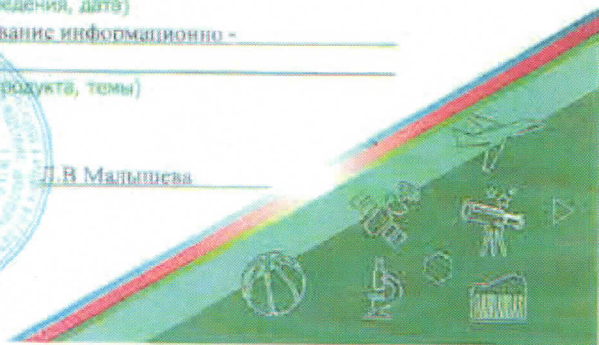 ведения, дата)
вание информационно -
родукта, темы)
Л.В Малышева